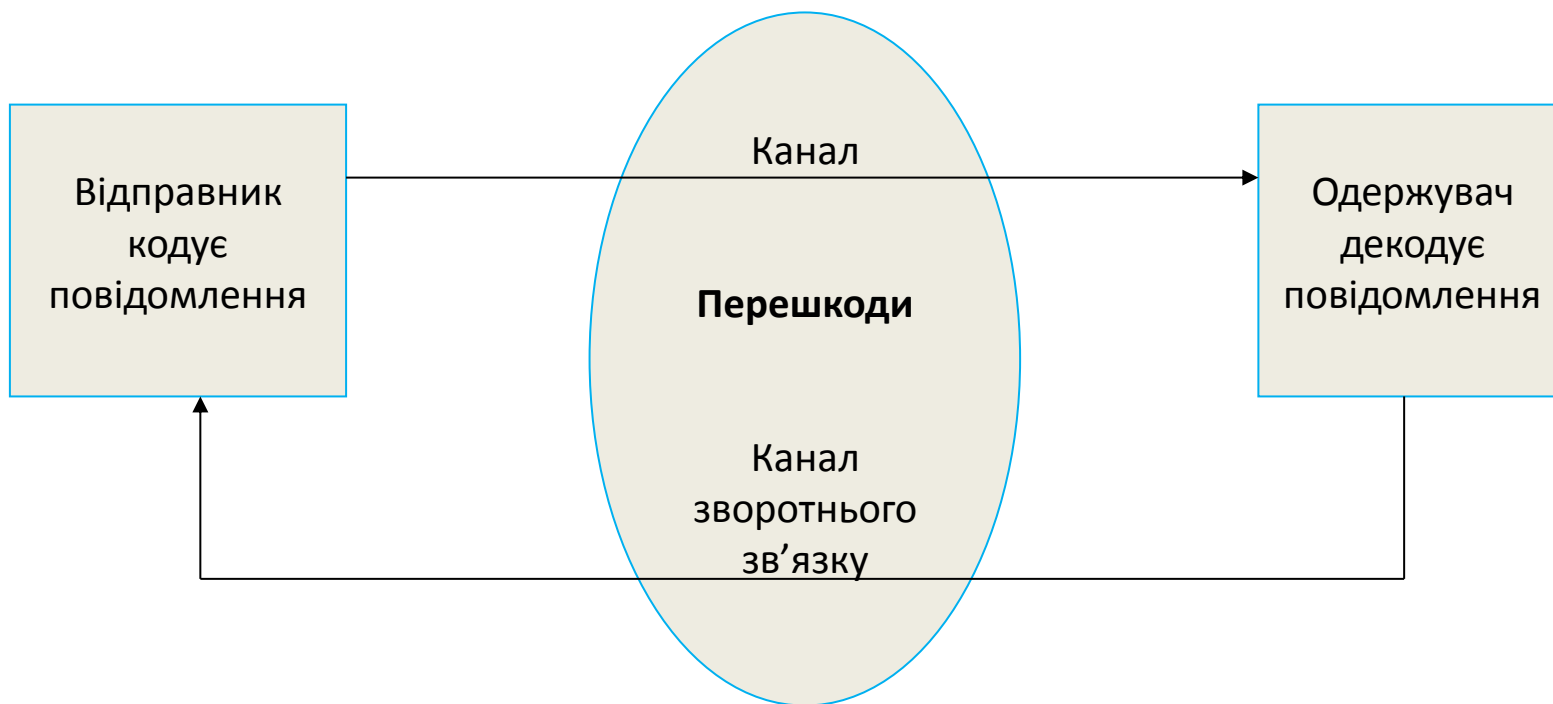 Відправник
кодує
повідомлення
Канал
Перешкоди
Канал
зворотнього
зв’язку
Одержувач
декодує
повідомлення